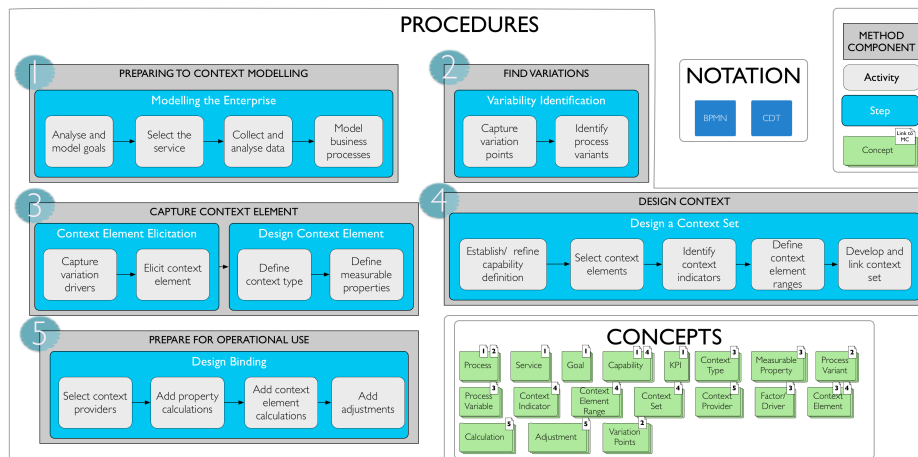 PROCEDURES
1
PREPARING TO CONTEXT MODELLING
Modelling the Enterprise
Analyse and
model goals
Select the
service
Collect and
analyse data
Model
business
processes
2
FIND VARIATIONS
Variability Identification
Capture
variation
points
Identify
process
variants
NOTATION
BPMN
CDT
METHOD
COMPONENT
Activity
Step
Link to
MC
Concept
3
CAPTURE CONTEXT ELEMENT
Context Element Elicitation
Capture
variation
drivers
Elicit context
element
Design Context Element
Define
context type
Define
measurable
properties
4
DESIGN CONTEXT
Design a Context Set
Establish/ refine
capability
definition
Select context
elements
Identify
context
indicators
Define
context
element
ranges
Develop and
link context
set
5
PREPARE FOR OPERATIONAL USE
Design Binding
Select context
providers
Add property
calculations
Add context
element
calculations
Add
adjustments
CONCEPTS
1 2
Process
1
Service
1
Goal
1 4
Capability
1
KPI
3
Context
Type
3
Measurable
Property
2
Process
Variant
3
Process
Variable
4
Context
Indicator
4
Context
Element
Range
4
Context
Set
5
Context
Provider
3
Factor/
Driver
3 4
Context
Element
5
Calculation
5
Adjustment
2
Variation
Points